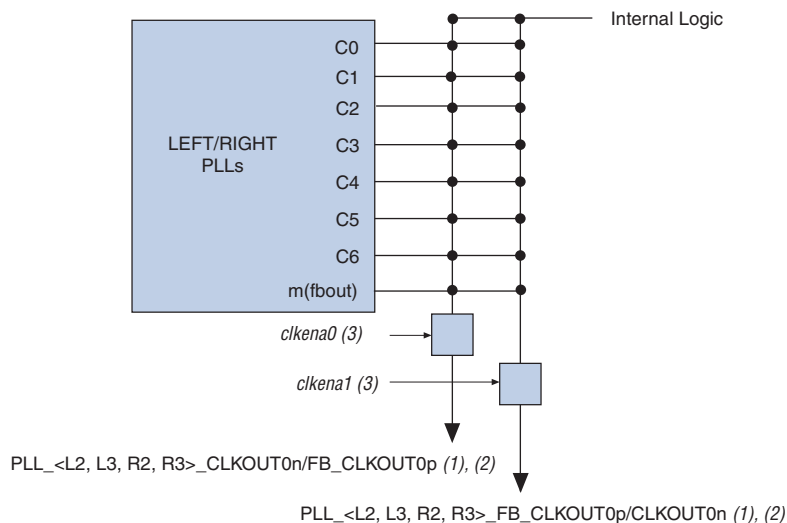 Internal Logic
C0
C1
C2
LEFT/RIGHT
PLLs
C3
C4
C5
C6
m(fbout)
clkena0 (3)
clkena1 (3)
PLL_<L2, L3, R2, R3>_CLKOUT0n/FB_CLKOUT0p (1), (2)
PLL_<L2, L3, R2, R3>_FB_CLKOUT0p/CLKOUT0n (1), (2)